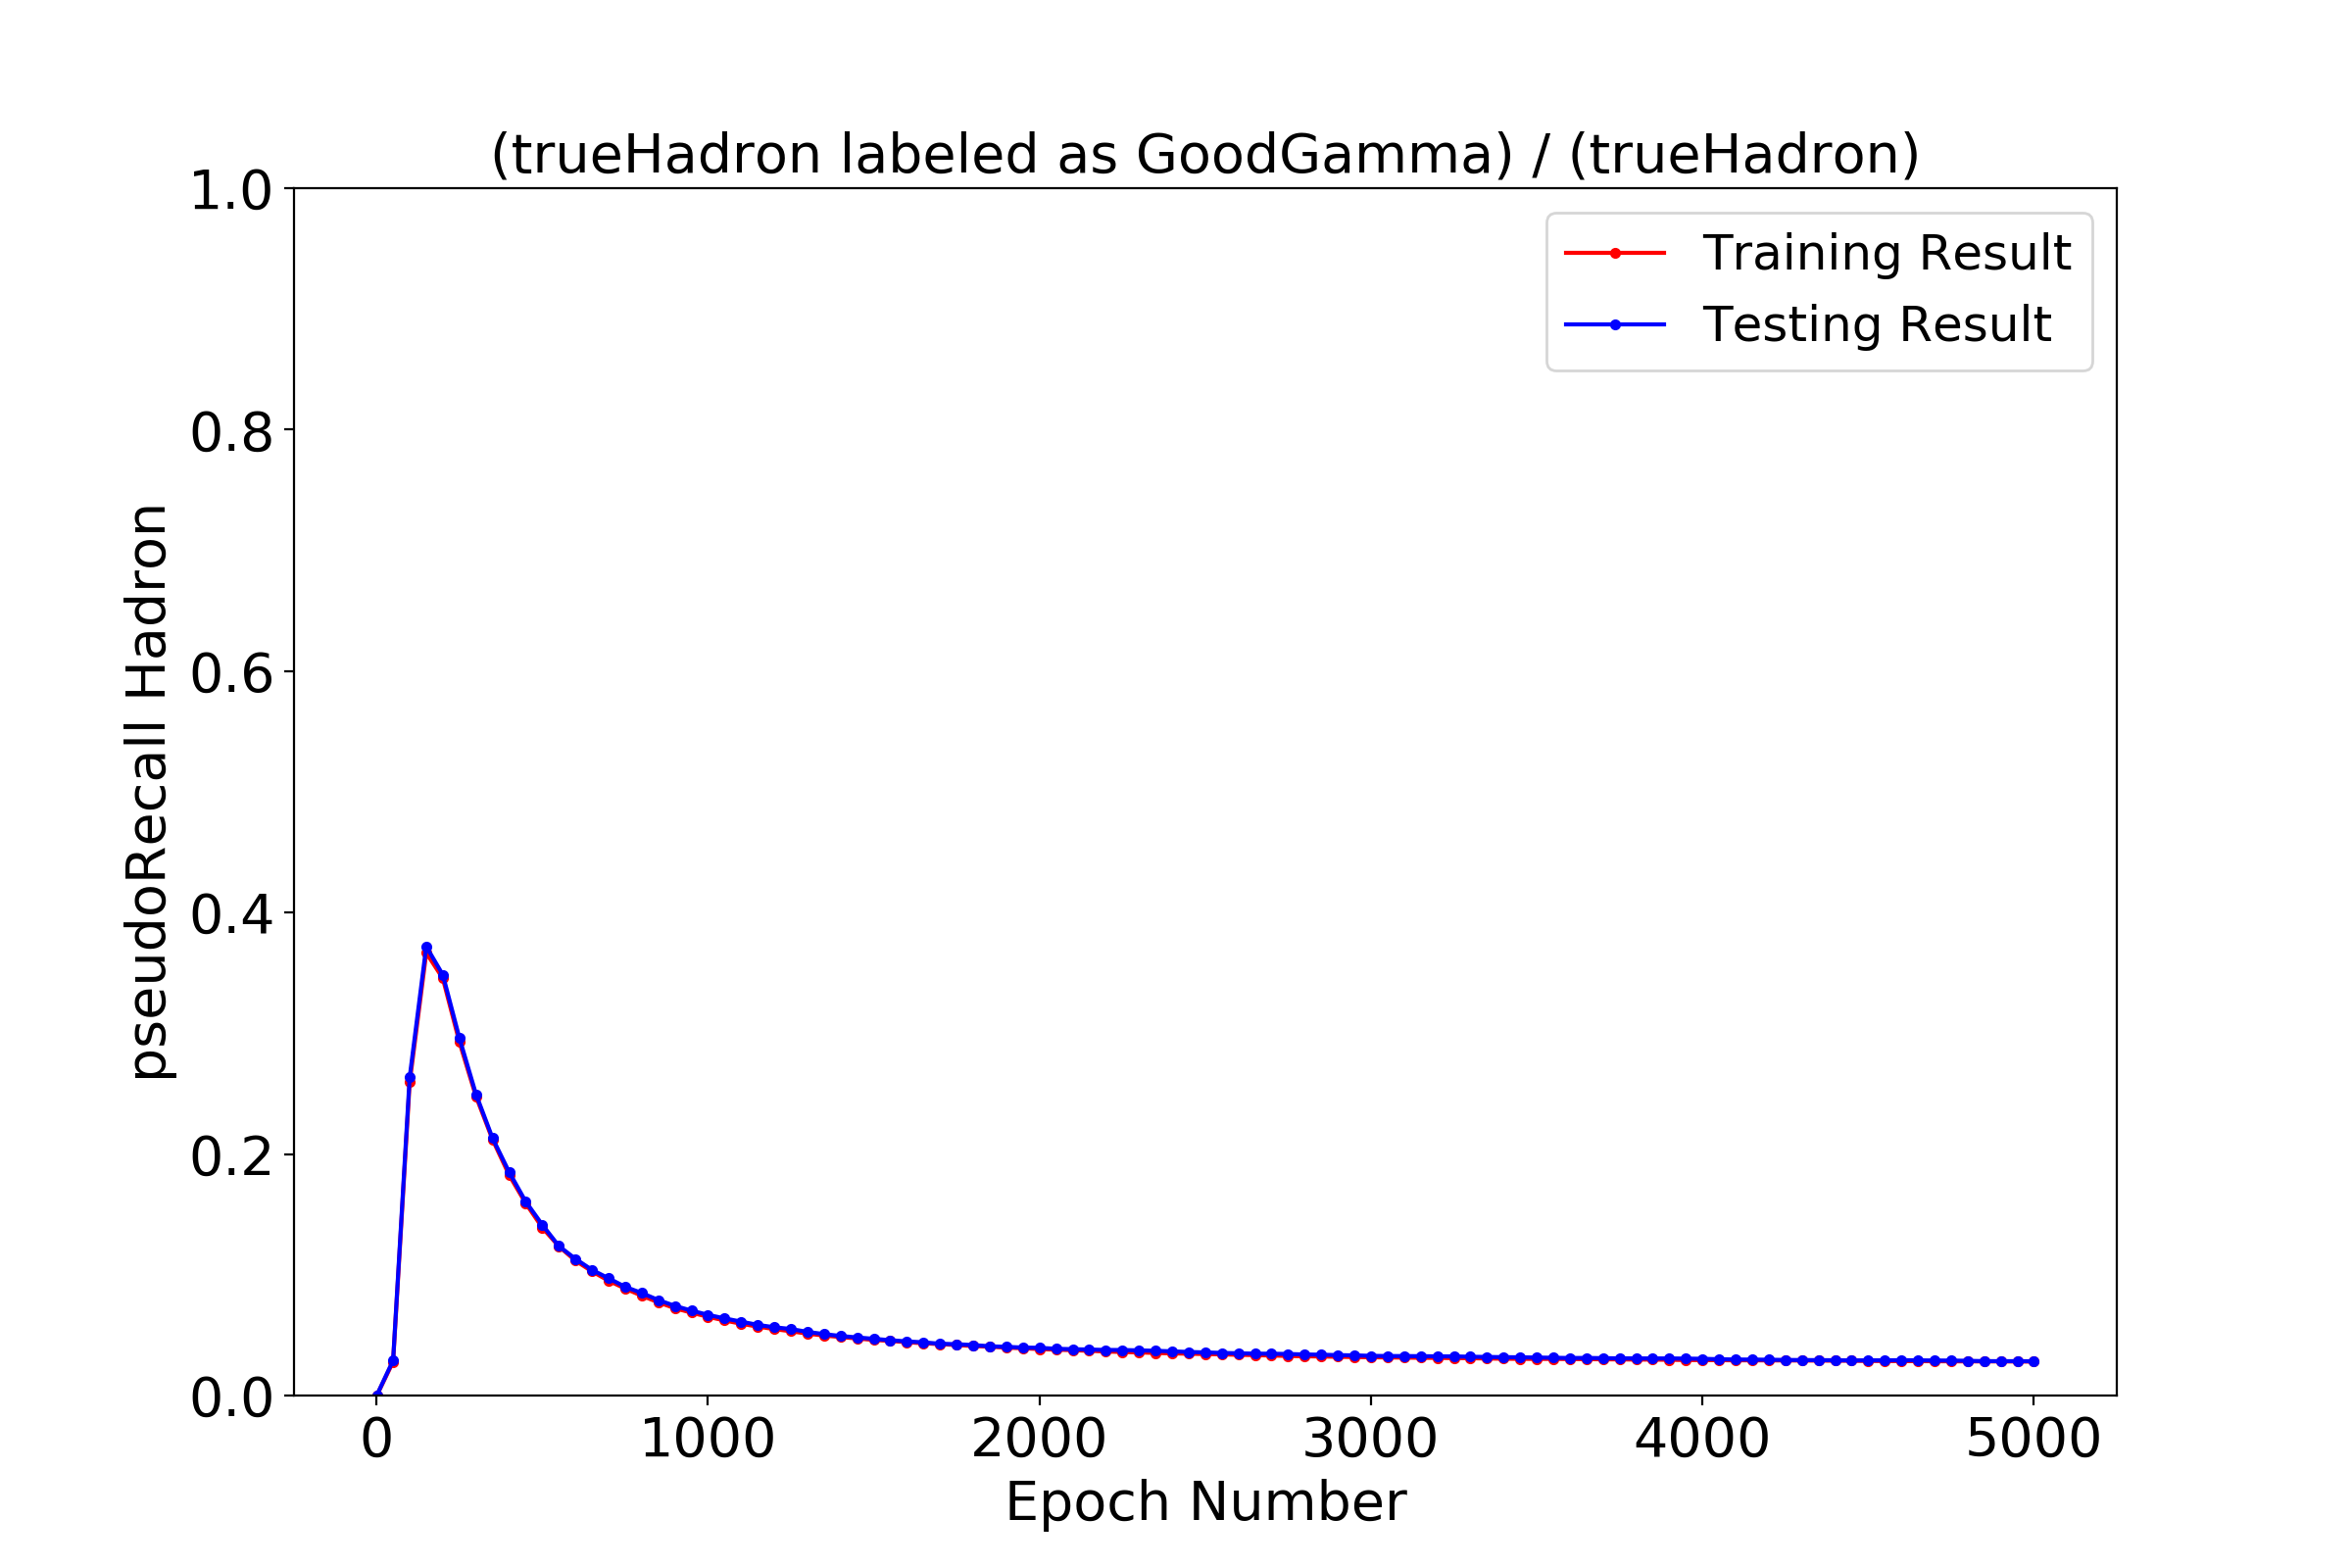 (trueHadron labeled as GoodGamma) / (trueHadron)
1.0
0.8
0.6
0.4
0.2
0.0
pseudoRecall Hadron
Training Result
Testing Result
0 1000 2000 3000 4000 5000
Epoch Number